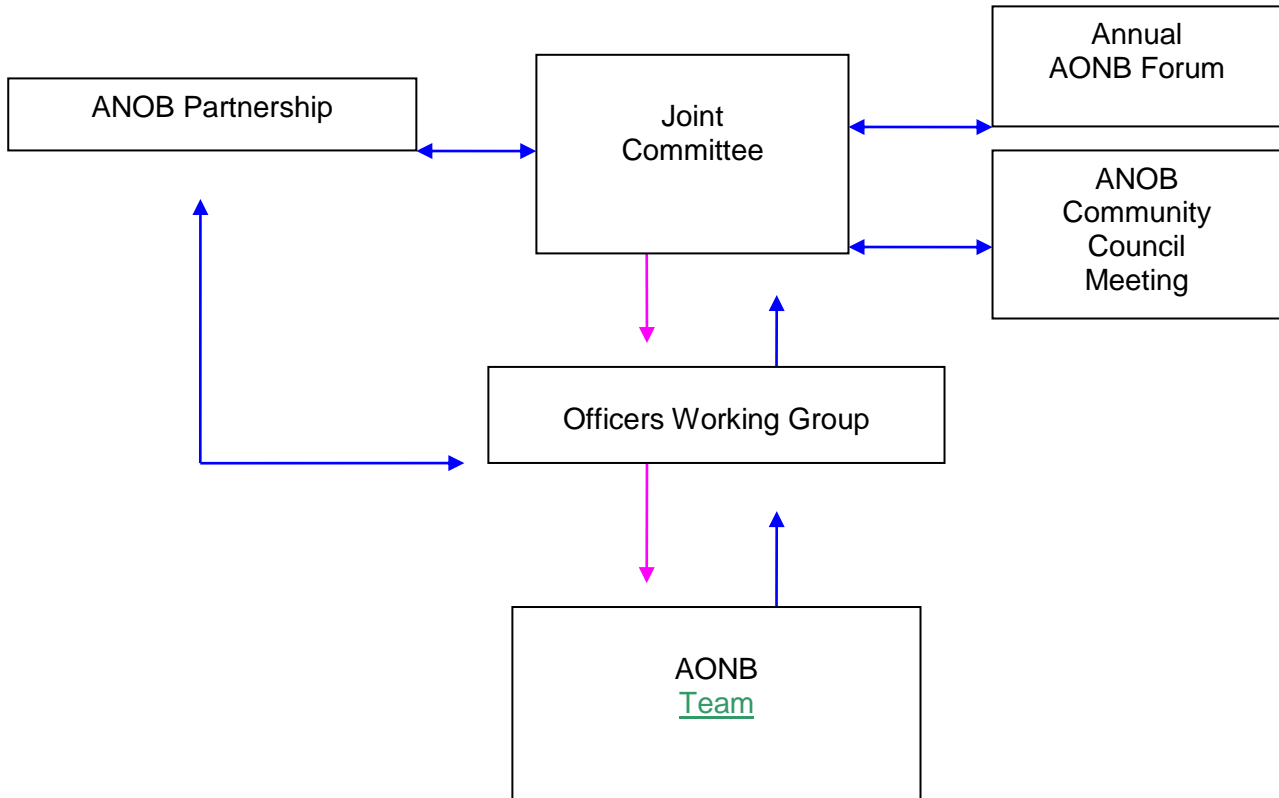 Annual
AONB Forum
ANOB Partnership
Joint
Committee
ANOB
Community
Council
Meeting
Officers Working Group
AONB
Team